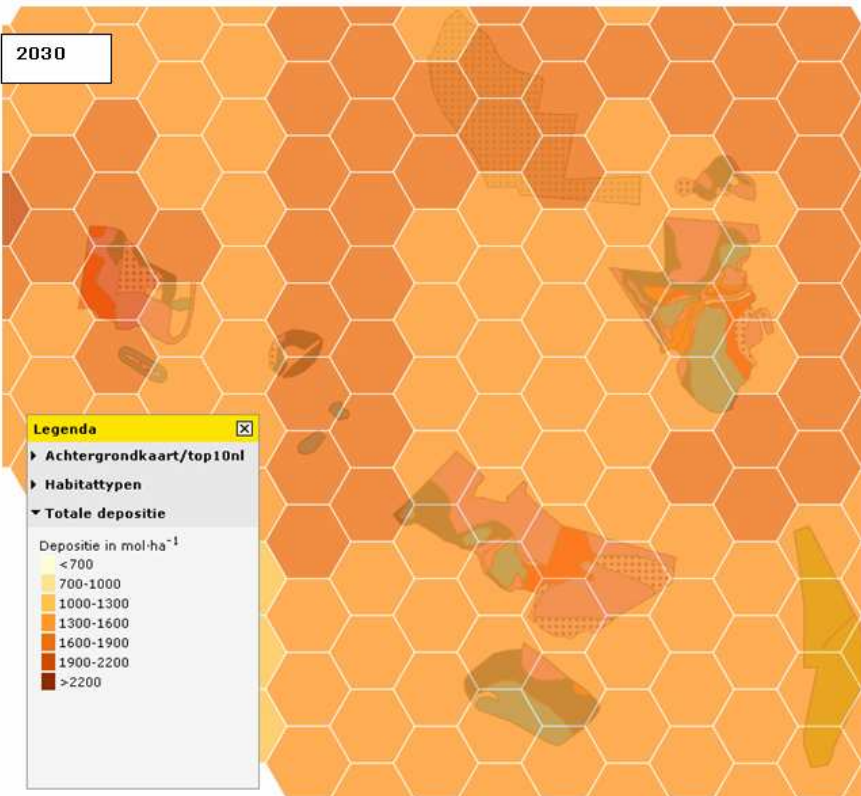 2030
Legenda
Achtergrondkaart/top10nl
Habitattypen
Totale depositie
Depositie in mol·ha⁻¹
<700
700-1000
1000-1300
1300-1600
1600-1900
1900-2200
>2200